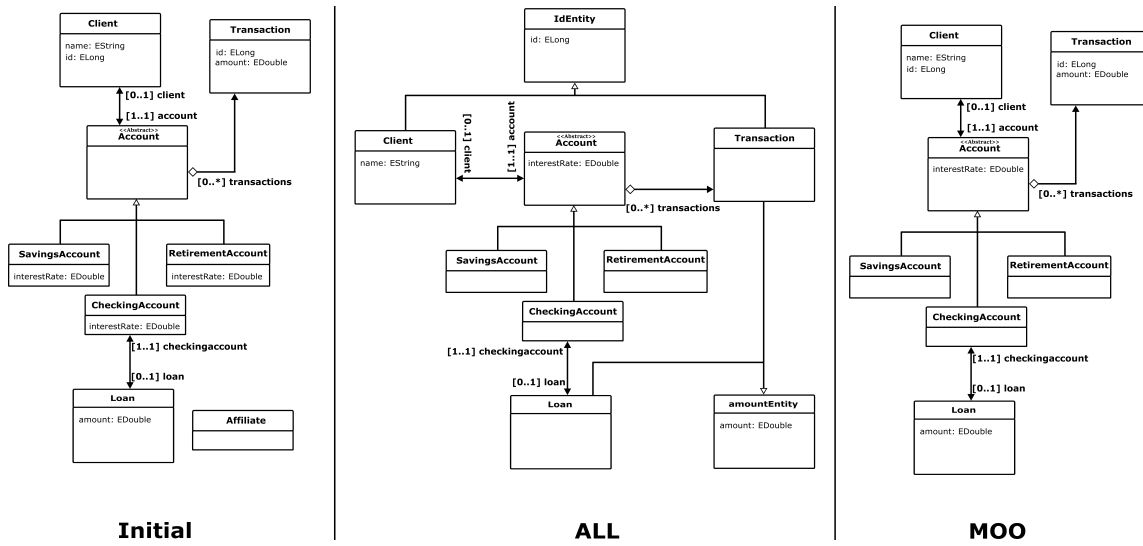 Client
name: EString
id: ELong
Transaction
id: ELong
amount: EDouble
[0..1] client
[1..1] account
<<Abstract>>
Account
[0..*] transactions
SavingsAccount
interestRate: EDouble
RetirementAccount
interestRate: EDouble
CheckingAccount
interestRate: EDouble
[1..1] checkingaccount
[0..1] loan
Loan
amount: EDouble
Affiliate
Initial
IdEntity
id: ELong
Client
name: EString
[0..1] client
[1..1] account
<<Abstract>>
Account
interestRate: EDouble
Transaction
[0..*] transactions
SavingsAccount
RetirementAccount
CheckingAccount
[1..1] checkingaccount
[0..1] loan
Loan
amountEntity
amount: EDouble
ALL
Client
name: EString
id: ELong
Transaction
id: ELong
amount: EDouble
[0..1] client
[1..1] account
<<Abstract>>
Account
interestRate: EDouble
[0..*] transactions
SavingsAccount
RetirementAccount
CheckingAccount
[1..1] checkingaccount
[0..1] loan
Loan
amount: EDouble
MOO